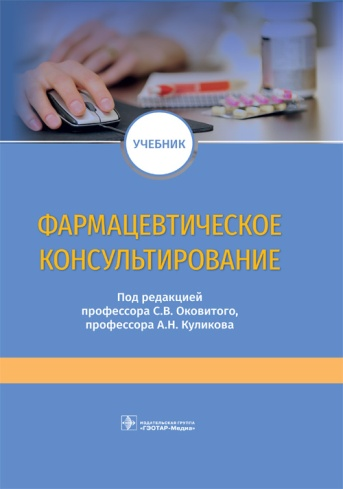 УЧЕБНИК
ФАРМАЦЕВТИЧЕСКОЕ
КОНСУЛЬТИРОВАНИЕ
Под редакцией
профессора С.В. Оковитого,
профессора А.Н. Куликова
ИЗДАТЕЛЬСКАЯ ГРУППА
«ГЭОТАР-Медиа»